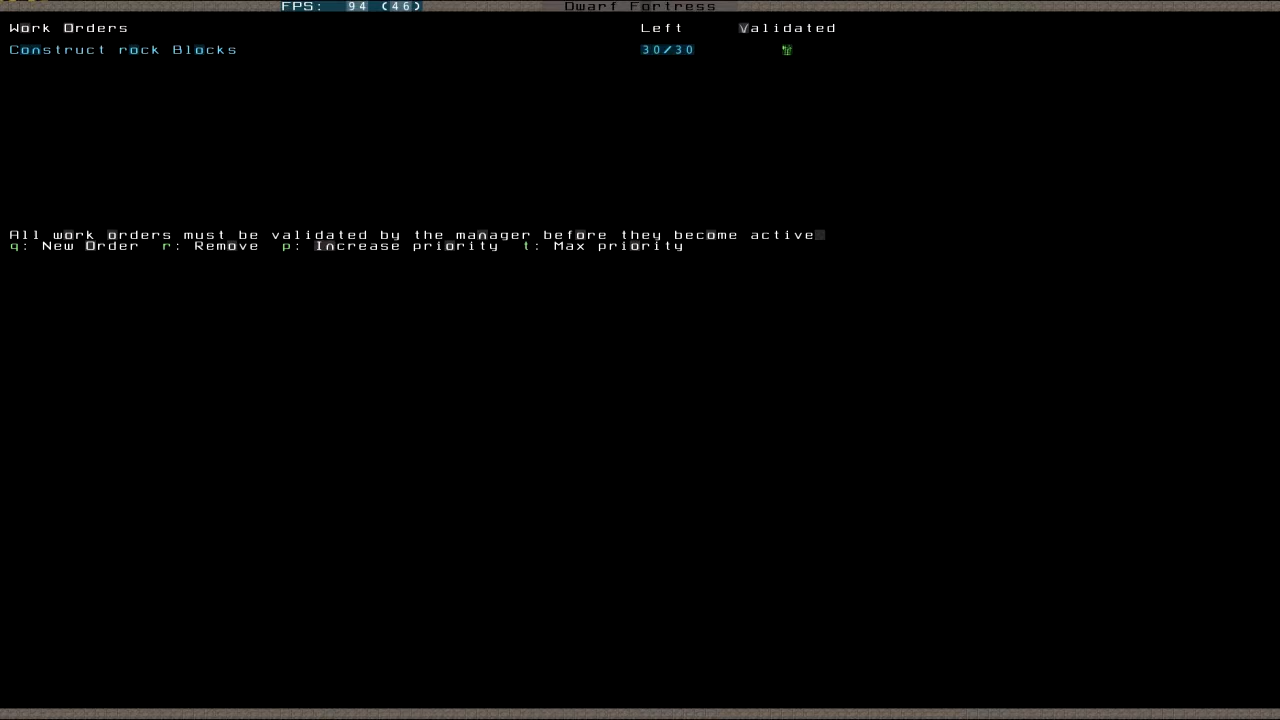 FPS: 94 (46) Dwarf Fortress
Work Orders Left Validated
Construct rock Blocks 30/30
All work orders must be validated by the manager before they become active
q: New Order r: Remove p: Increase priority t: Max priority